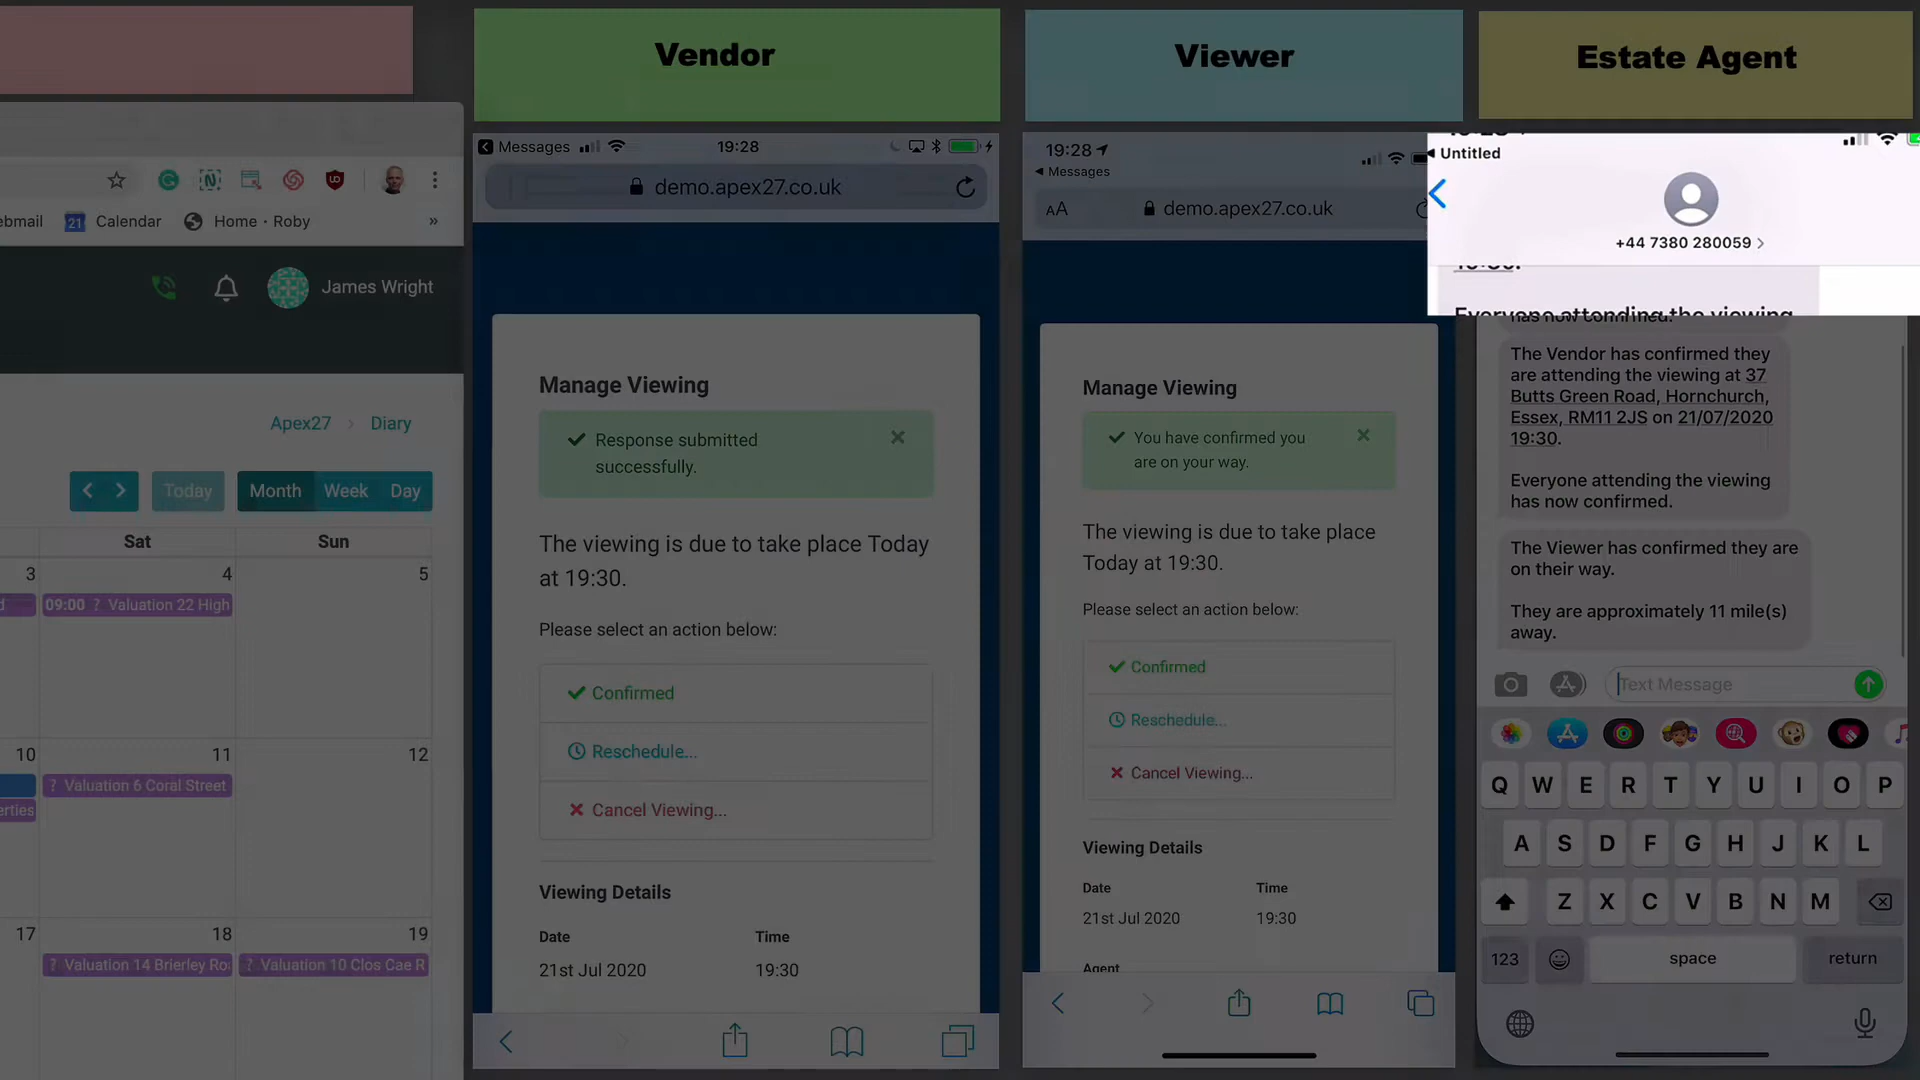 Vendor
Viewer
Estate Agent
ebmail
21
Calendar
Home · Roby
»
James Wright
Apex27 › Diary
Today
Month
Week
Day
Sat
Sun
3
4
5
09:00 ? Valuation 22 High
10
11
12
? Valuation 6 Coral Street
erties
17
18
19
? Valuation 14 Brierley Ro
? Valuation 10 Clos Cae R
Messages
19:28
demo.apex27.co.uk
Manage Viewing
Response submitted
successfully.
The viewing is due to take place Today
at 19:30.
Please select an action below:
Confirmed
Reschedule...
Cancel Viewing...
Viewing Details
Date
Time
21st Jul 2020
19:30
19:28
Messages
AA
demo.apex27.co.uk
Manage Viewing
You have confirmed you
are on your way.
The viewing is due to take place
Today at 19:30.
Please select an action below:
Confirmed
Reschedule...
Cancel Viewing...
Viewing Details
Date
Time
21st Jul 2020
19:30
Agent
Untitled
+44 7380 280059
Everyone attending the viewing
has now confirmed.
The Vendor has confirmed they
are attending the viewing at 37
Butts Green Road, Hornchurch,
Essex, RM11 2JS on 21/07/2020
19:30.
Everyone attending the viewing
has now confirmed.
The Viewer has confirmed they are
on their way.
They are approximately 11 mile(s)
away.
Text Message
Q W E R T Y U I O P
A S D F G H J K L
Z X C V B N M
123
space
return